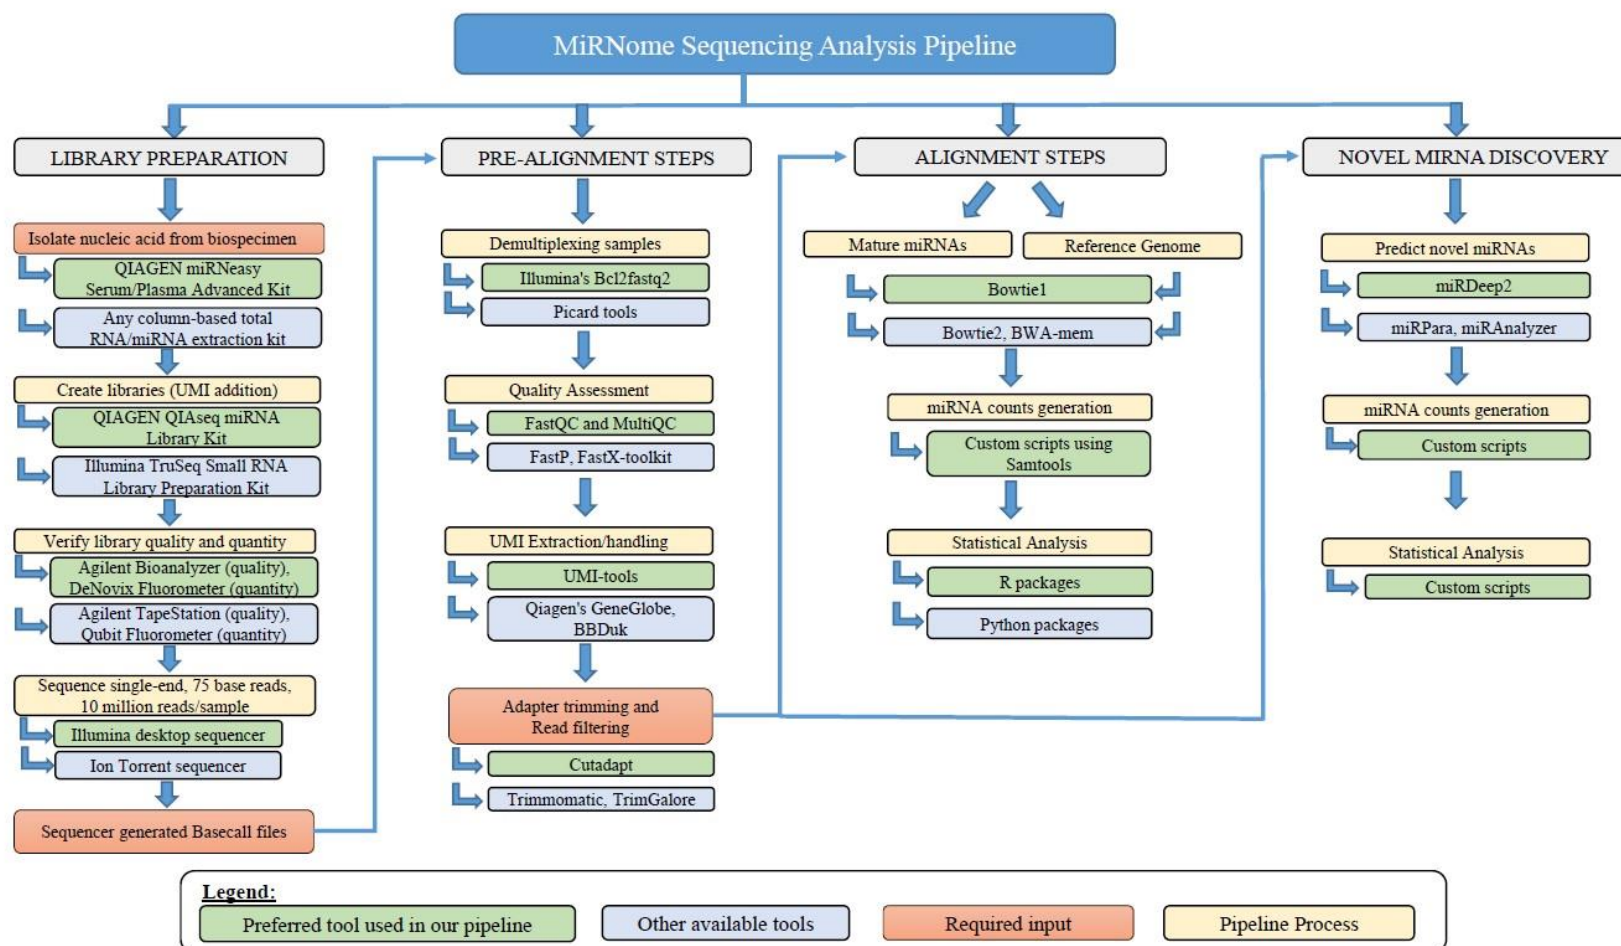 MiRNome Sequencing Analysis Pipeline
LIBRARY PREPARATION
Isolate nucleic acid from biospecimen
QIAGEN miRNeasy
Serum/Plasma Advanced Kit
Any column-based total
RNA/miRNA extraction kit
Create libraries (UMI addition)
QIAGEN QIAseq miRNA
Library Kit
Illumina TruSeq Small RNA
Library Preparation Kit
Verify library quality and quantity
Agilent Bioanalyzer (quality),
DeNovix Fluorometer (quantity)
Agilent TapeStation (quality),
Qubit Fluorometer (quantity)
Sequence single-end, 75 base reads,
10 million reads/sample
Illumina desktop sequencer
Ion Torrent sequencer
Sequencer generated Basecall files
PRE-ALIGNMENT STEPS
Demultiplexing samples
Illumina's Bcl2fastq2
Picard tools
Quality Assessment
FastQC and MultiQC
FastP, FastX-toolkit
UMI Extraction/handling
UMI-tools
Qiagen's GeneGlobe,
BBDuk
Adapter trimming and
Read filtering
Cutadapt
Trimmomatic, TrimGalore
ALIGNMENT STEPS
Mature miRNAs
Reference Genome
Bowtie1
Bowtie2, BWA-mem
miRNA counts generation
Custom scripts using
Samtools
Statistical Analysis
R packages
Python packages
NOVEL MIRNA DISCOVERY
Predict novel miRNAs
miRDeep2
miRPara, miRAnalyzer
miRNA counts generation
Custom scripts
Statistical Analysis
Custom scripts
Legend:
Preferred tool used in our pipeline
Other available tools
Required input
Pipeline Process